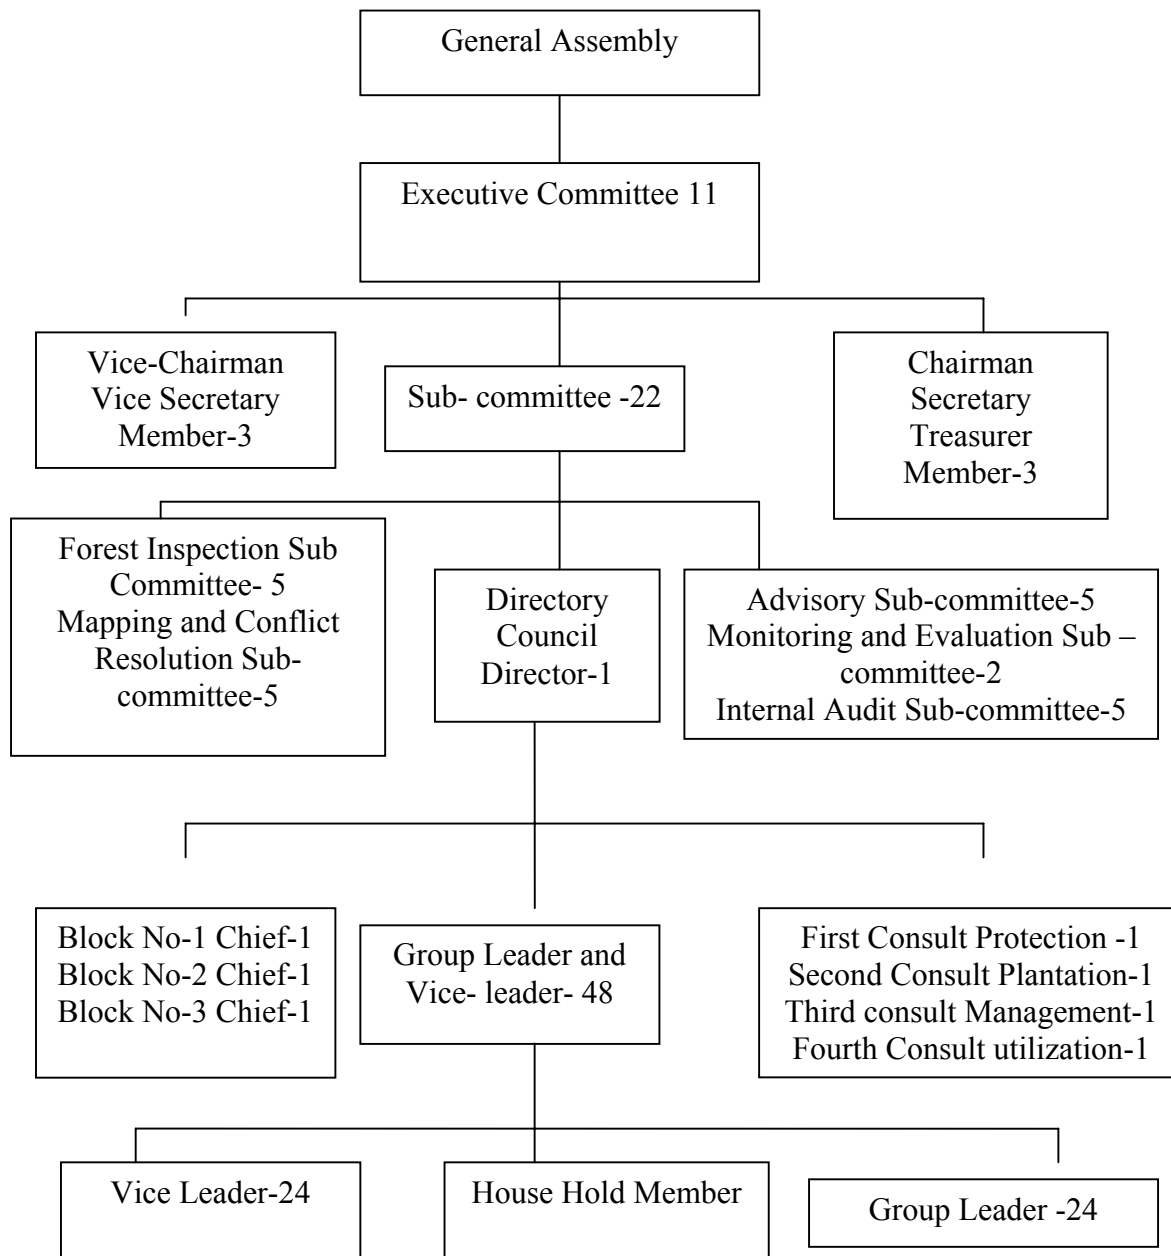 General Assembly
Executive Committee 11
Vice-Chairman
Vice Secretary
Member-3
Sub- committee -22
Chairman
Secretary
Treasurer
Member-3
Forest Inspection Sub
Committee- 5
Mapping and Conflict
Resolution Sub-
committee-5
Directory
Council
Director-1
Advisory Sub-committee-5
Monitoring and Evaluation Sub –
committee-2
Internal Audit Sub-committee-5
Block No-1 Chief-1
Block No-2 Chief-1
Block No-3 Chief-1
Group Leader and
Vice- leader- 48
First Consult Protection -1
Second Consult Plantation-1
Third consult Management-1
Fourth Consult utilization-1
Vice Leader-24
House Hold Member
Group Leader -24